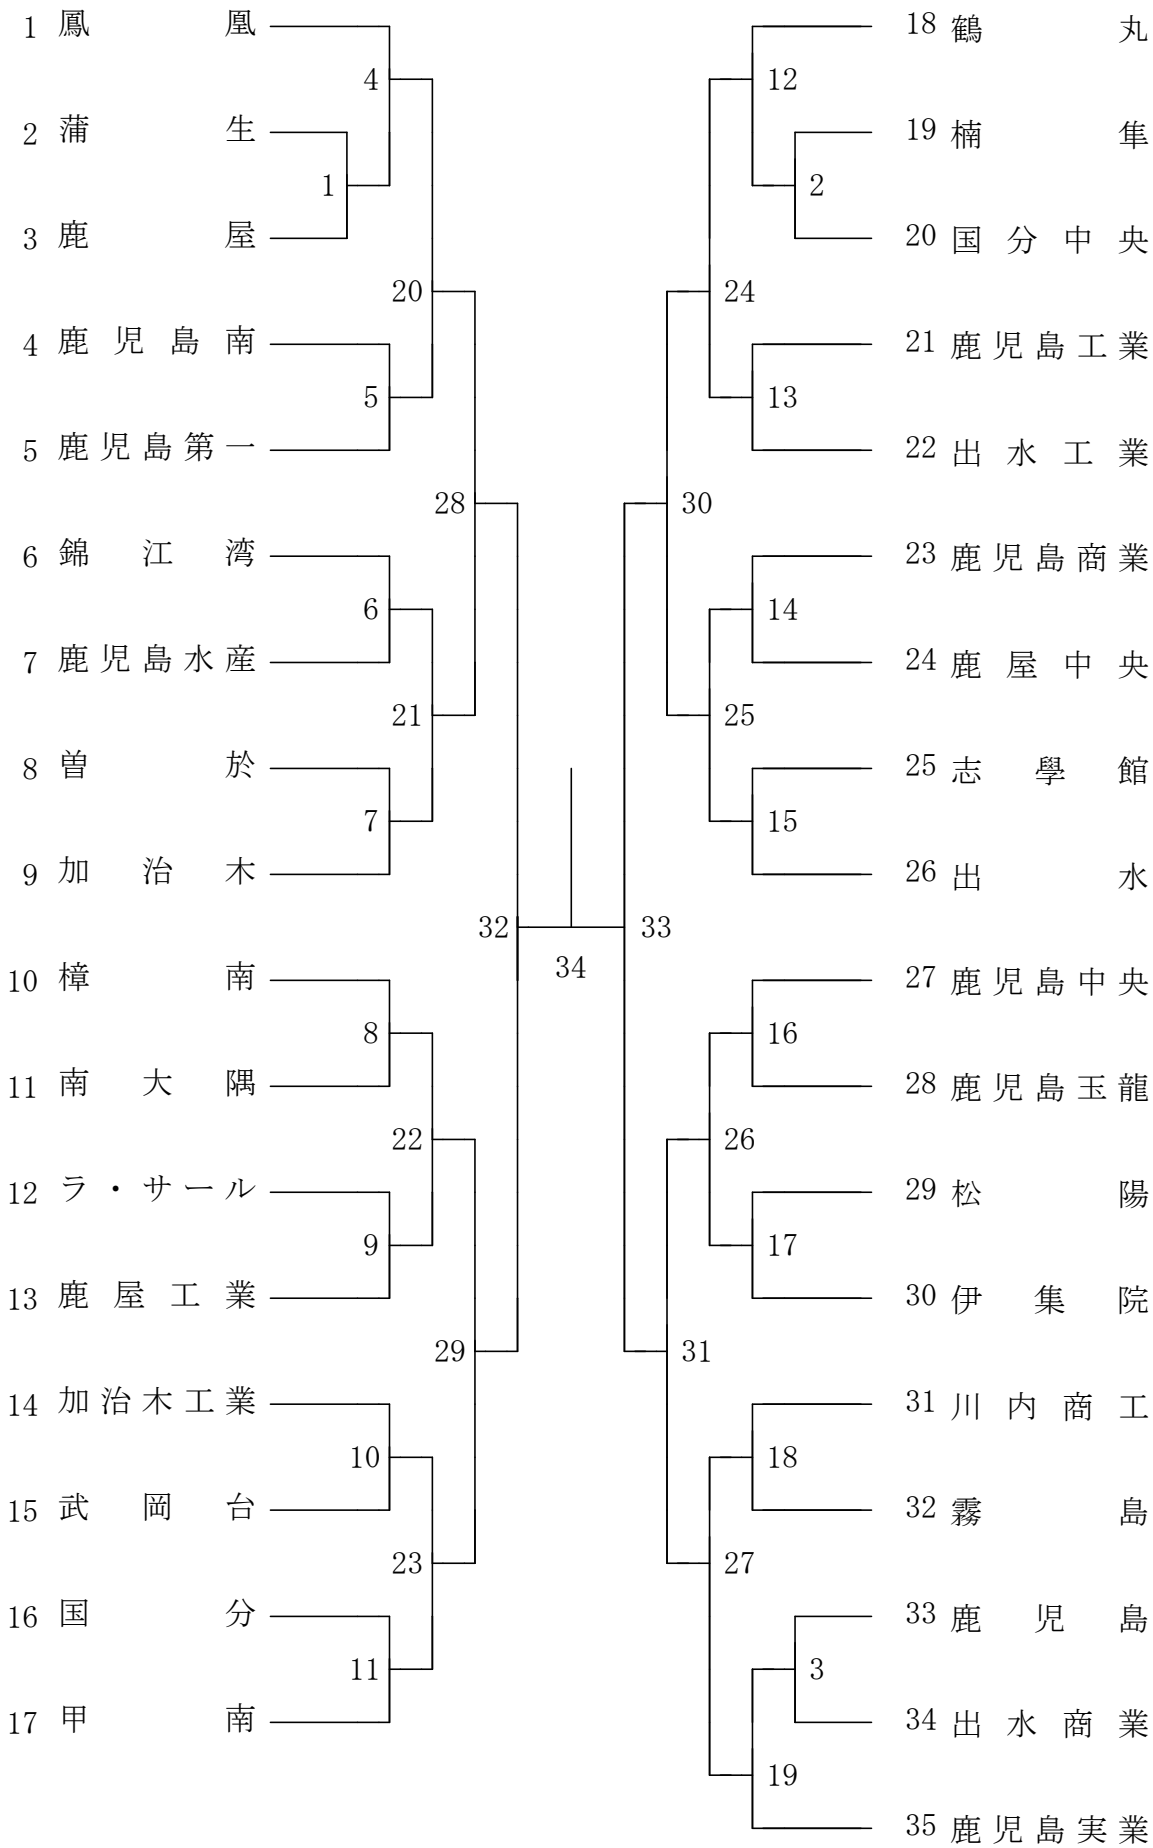 1 鳳凰
4
2 蒲生
1
3 鹿屋
20
4 鹿児島南
5
5 鹿児島第一
28
6 錦江湾
6
7 鹿児島水産
21
8 曽於
7
9 加治木
32
10 樟南
8
11 南大隅
22
12 ラ・サール
9
13 鹿屋工業
29
14 加治木工業
10
15 武岡台
23
16 国分
11
17 甲南
34
18 鶴丸
12
19 楠隼
2
20 国分中央
24
21 鹿児島工業
13
22 出水工業
30
23 鹿児島商業
14
24 鹿屋中央
25
25 志學館
15
26 出水
33
27 鹿児島中央
16
28 鹿児島玉龍
26
29 松陽
17
30 伊集院
31
31 川内商工
18
32 霧島
27
33 鹿児島
3
34 出水商業
19
35 鹿児島実業